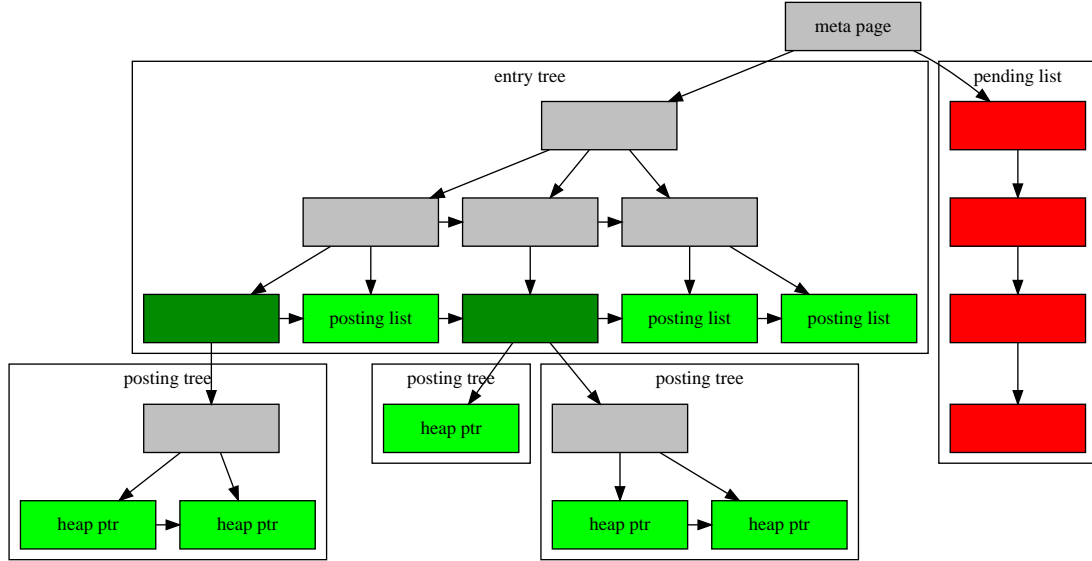 meta page
entry tree
pending list
posting list
posting list
posting list
posting tree
posting tree
posting tree
heap ptr
heap ptr
heap ptr
heap ptr
heap ptr